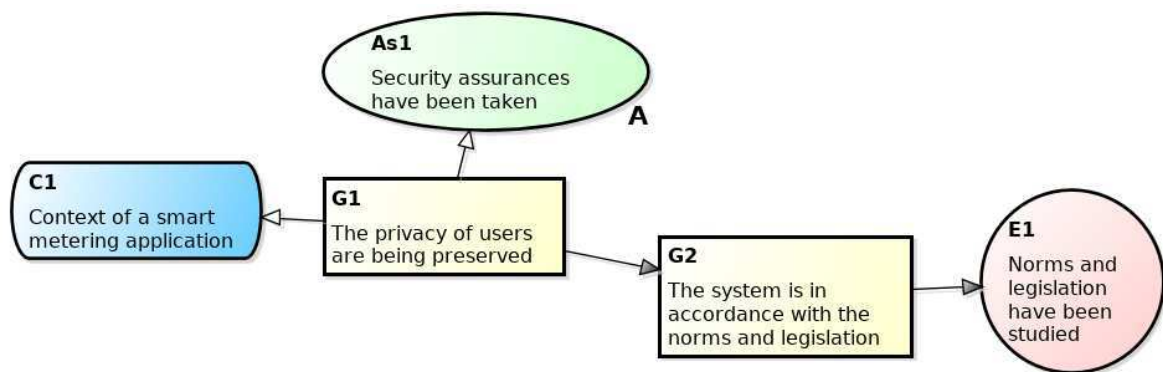 As1
Security assurances
have been taken
A
C1
Context of a smart
metering application
G1
The privacy of users
are being preserved
G2
The system is in
accordance with the
norms and legislation
E1
Norms and
legislation
have been
studied